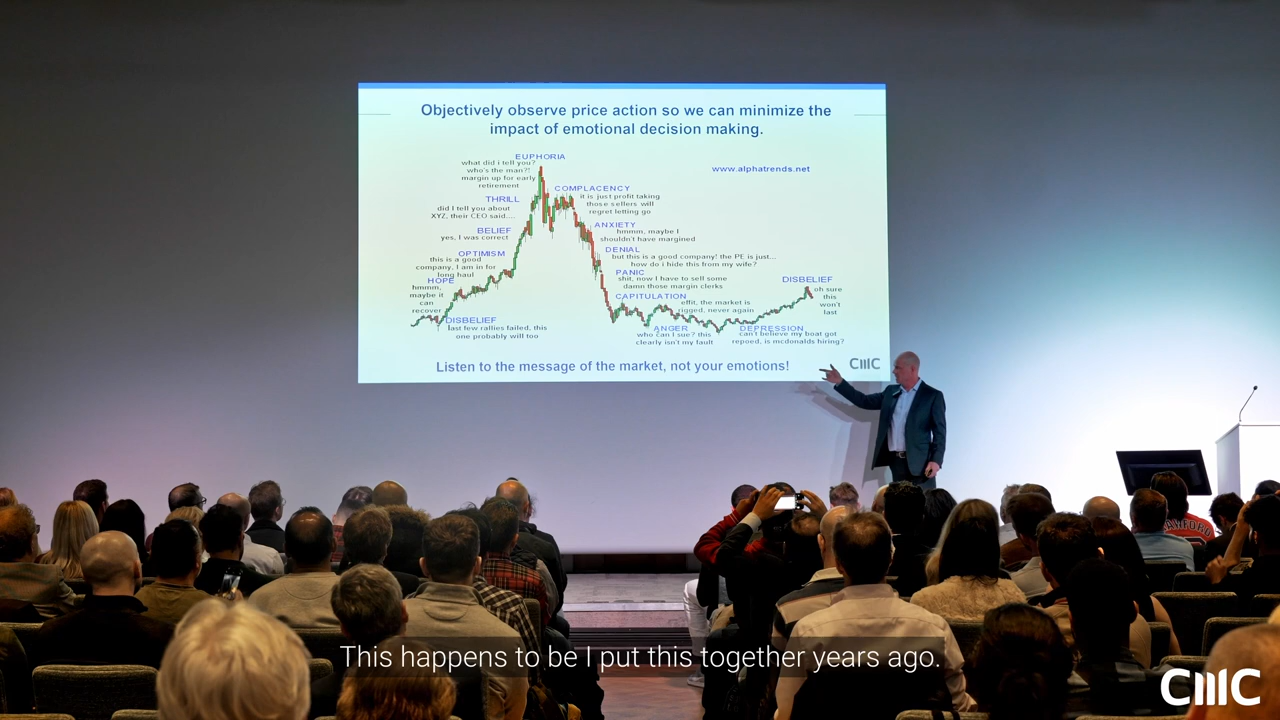 Objectively observe price action so we can minimize the
impact of emotional decision making.
EUPHORIA
what did i tell you?
who's the man?!
margin up for early
retirement
www.alphatrends.net
THRILL
did I tell you about
XYZ, their CEO said....
BELIEF
yes, I was correct
OPTIMISM
this is a good
company, I am in for
long haul
HOPE
hmmm,
maybe it
can
recover
DISBELIEF
last few rallies failed, this
one probably will too
COMPLACENCY
it is just profit taking
those sellers will
regret letting go
ANXIETY
hmmm, maybe I
shouldn't have margined
DENIAL
but this is a good company! the PE is just...
how do i hide this from my wife?
PANIC
shit, now I have to sell some
damn those margin clerks
CAPITULATION
effit, the market is
rigged, never again
ANGER
who can I sue? this
clearly isn't my fault
DEPRESSION
can't believe my boat got
repoed, is mcdonalds hiring?
DISBELIEF
oh sure
this
won't
last
Listen to the message of the market, not your emotions!
CMC
This happens to be I put this together years ago.
CMC